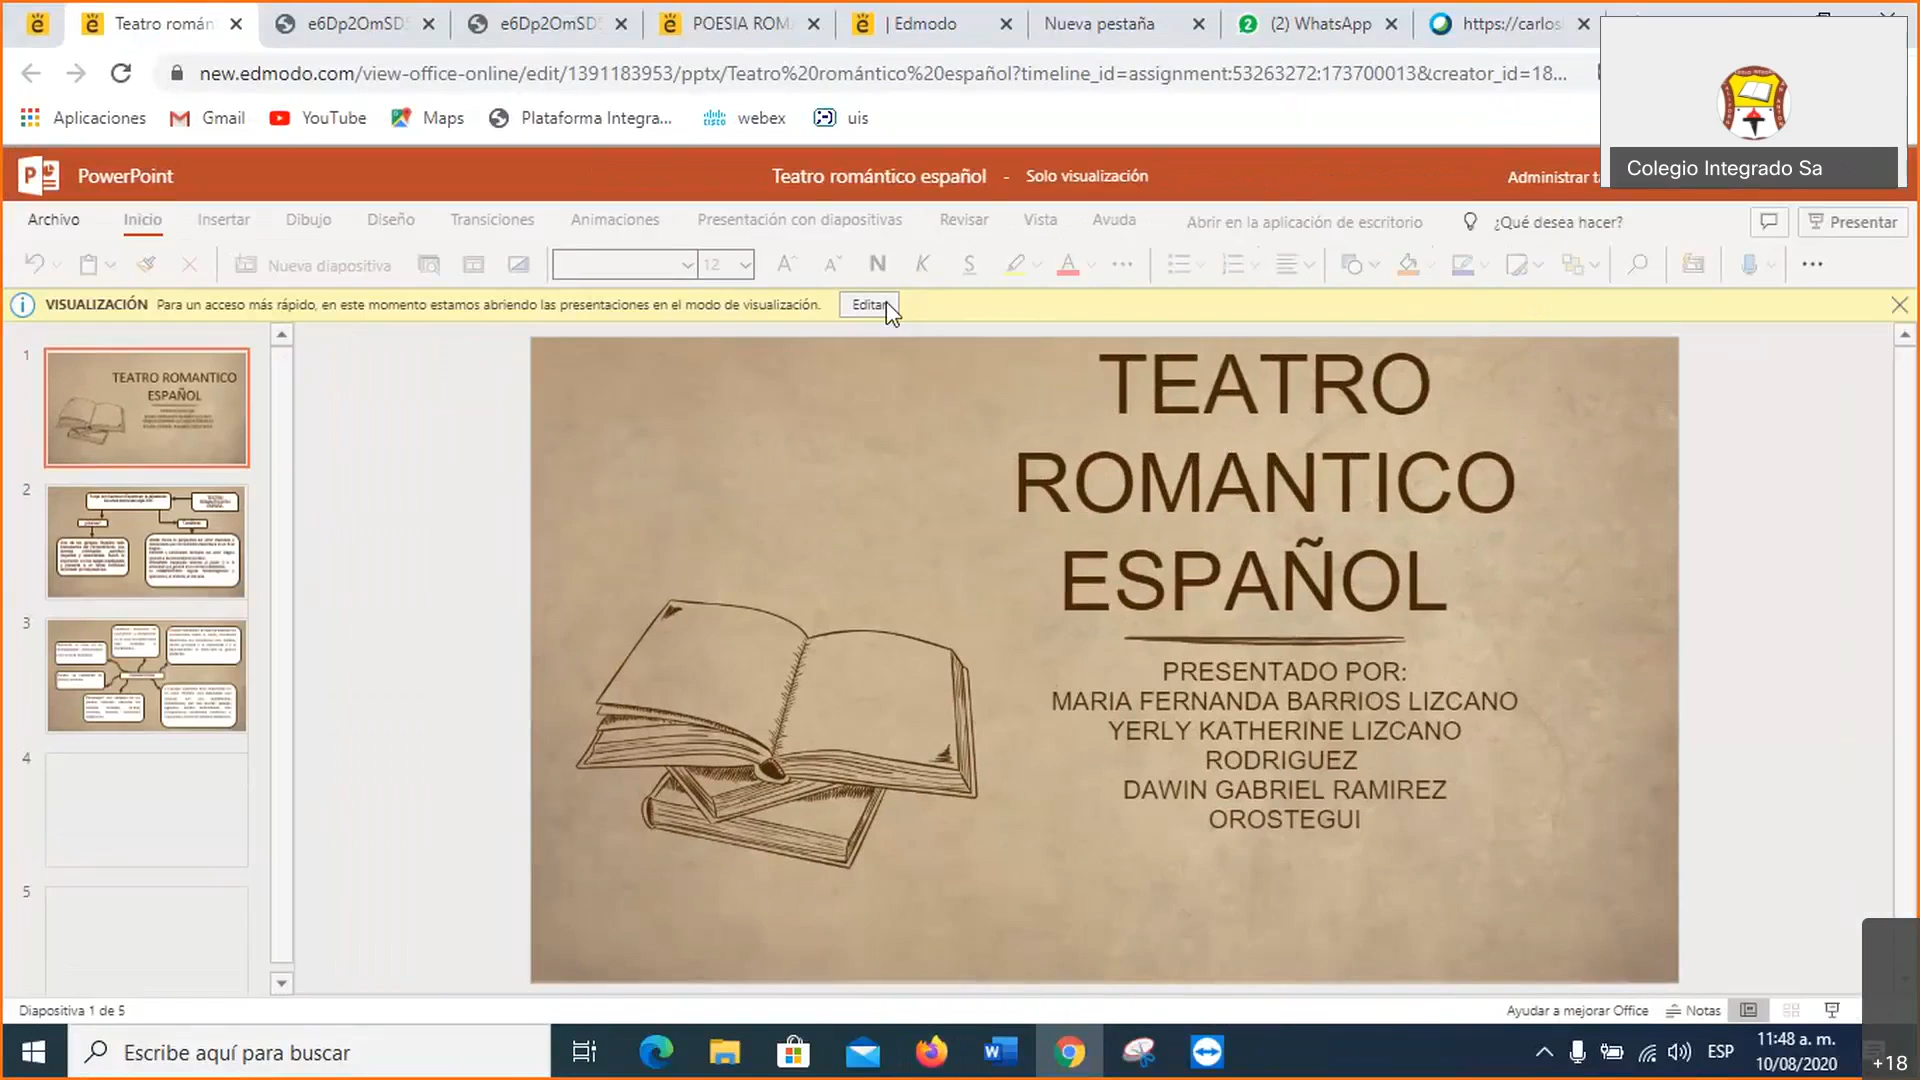 Teatro román
e6Dp2OmSD
e6Dp2OmSD
POESIA ROM
| Edmodo
Nueva pestaña
(2) WhatsApp
https://carlos
new.edmodo.com/view-office-online/edit/1391183953/pptx/Teatro%20romántico%20español?timeline_id=assignment:53263272:173700013&creator_id=18...
Aplicaciones
Gmail
YouTube
Maps
Plataforma Integra...
webex
uis
Colegio Integrado Sa
PowerPoint
Teatro romántico español - Solo visualización
Administrar ta
Archivo
Inicio
Insertar
Dibujo
Diseño
Transiciones
Animaciones
Presentación con diapositivas
Revisar
Vista
Ayuda
Abrir en la aplicación de escritorio
¿Qué desea hacer?
Presentar
Nueva diapositiva
12
N
K
S
VISUALIZACIÓN Para un acceso más rápido, en este momento estamos abriendo las presentaciones en el modo de visualización.
Editar
1
TEATRO ROMANTICO
ESPAÑOL
2
3
4
5
TEATRO
ROMANTICO
ESPAÑOL
PRESENTADO POR:
MARIA FERNANDA BARRIOS LIZCANO
YERLY KATHERINE LIZCANO
RODRIGUEZ
DAWIN GABRIEL RAMIREZ
OROSTEGUI
Diapositiva 1 de 5
Ayudar a mejorar Office
Notas
Escribe aquí para buscar
ESP
11:48 a. m.
10/08/2020
+18